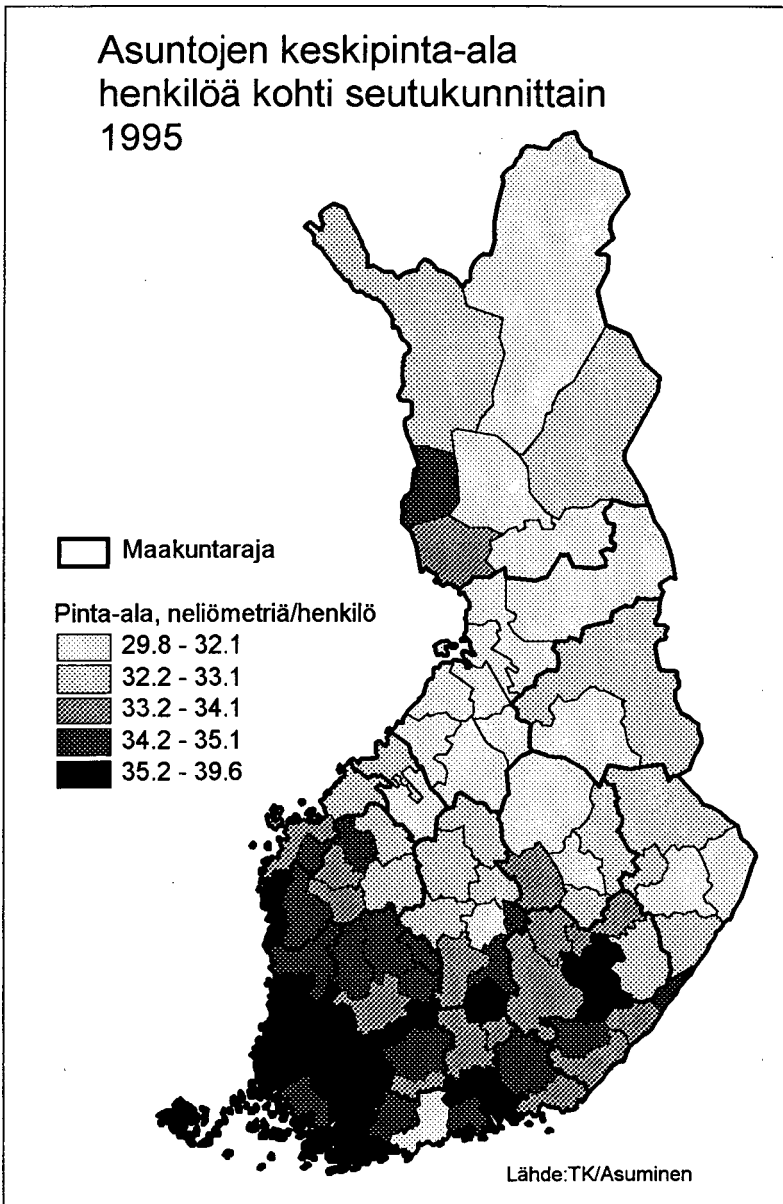 Asuntojen keskipinta-ala
henkilöä kohti seutukunnittain
1995
Maakuntaraja
Pinta-ala, neliömetriä/henkilö
29.8 - 32.1
32.2 - 33.1
33.2 - 34.1
34.2 - 35.1
35.2 - 39.6
Lähde:TK/Asuminen